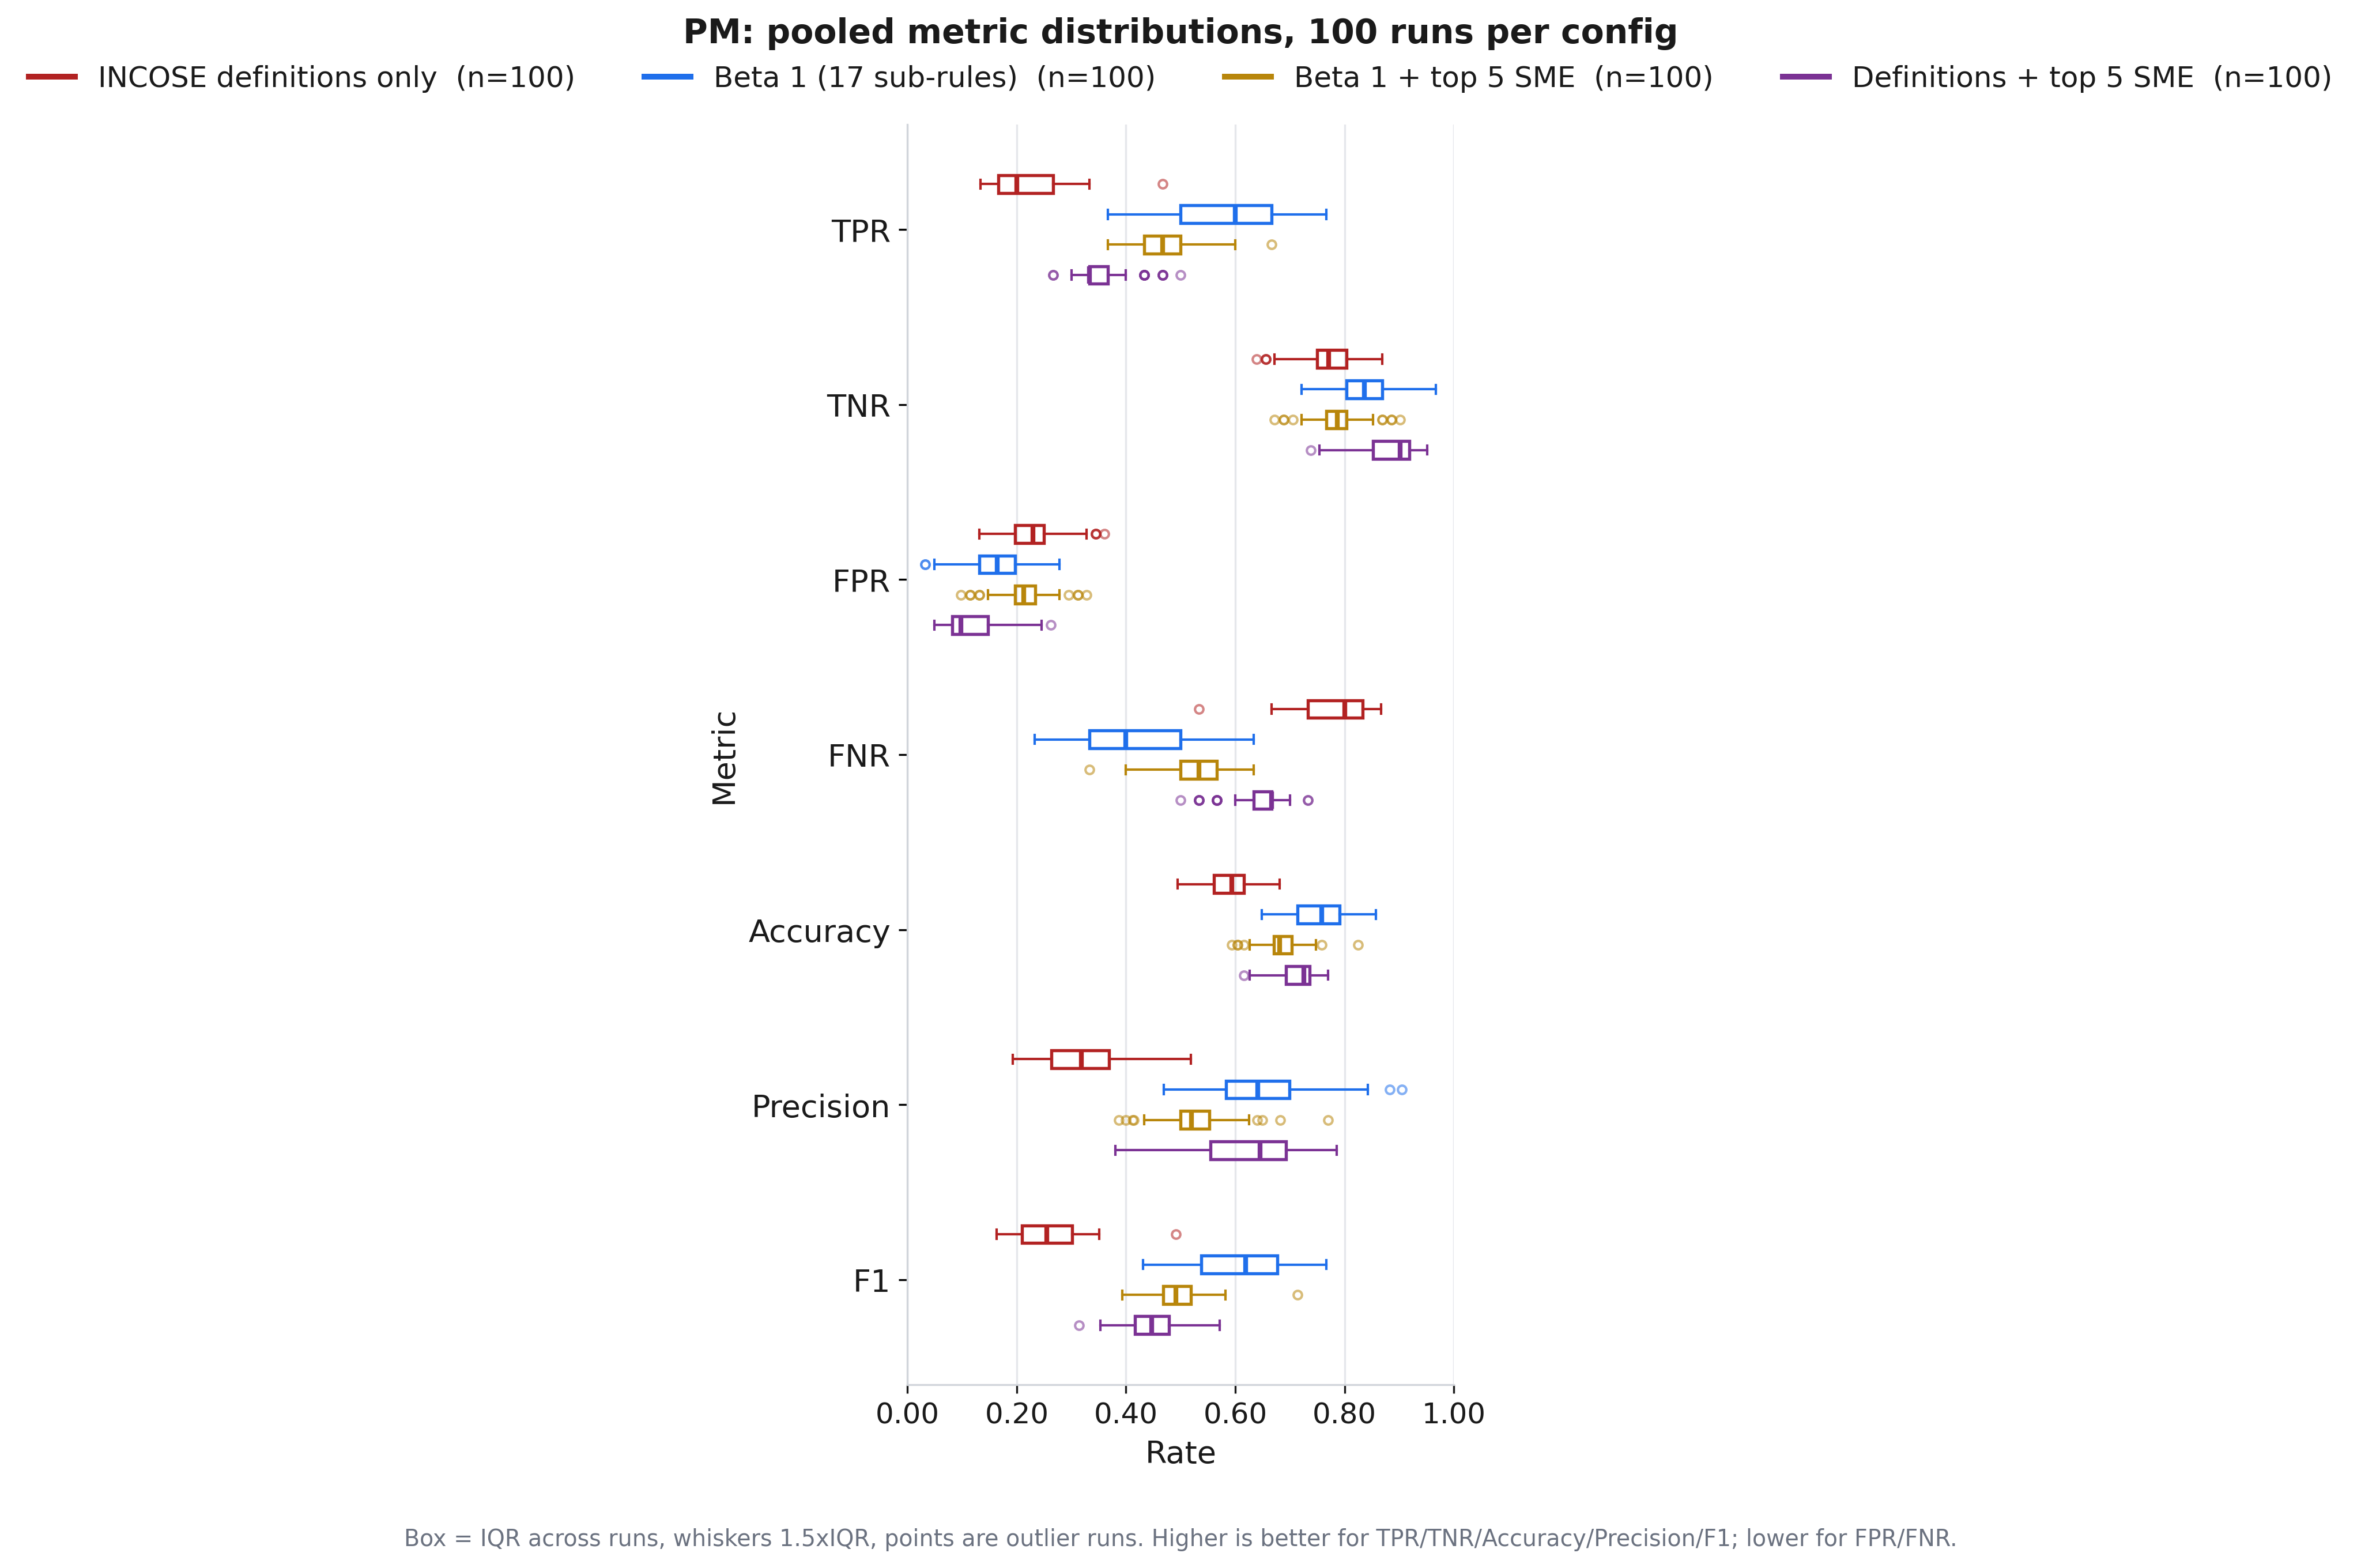 PM: pooled metric distributions, 100 runs per config
INCOSE definitions only (n=100)
Beta 1 (17 sub-rules) (n=100)
Beta 1 + top 5 SME (n=100)
Definitions + top 5 SME (n=100)
TPR
TNR
FPR
FNR
Accuracy
Precision
F1
Metric
0.00 0.20 0.40 0.60 0.80 1.00
Rate
Box = IQR across runs, whiskers 1.5xIQR, points are outlier runs. Higher is better for TPR/TNR/Accuracy/Precision/F1; lower for FPR/FNR.